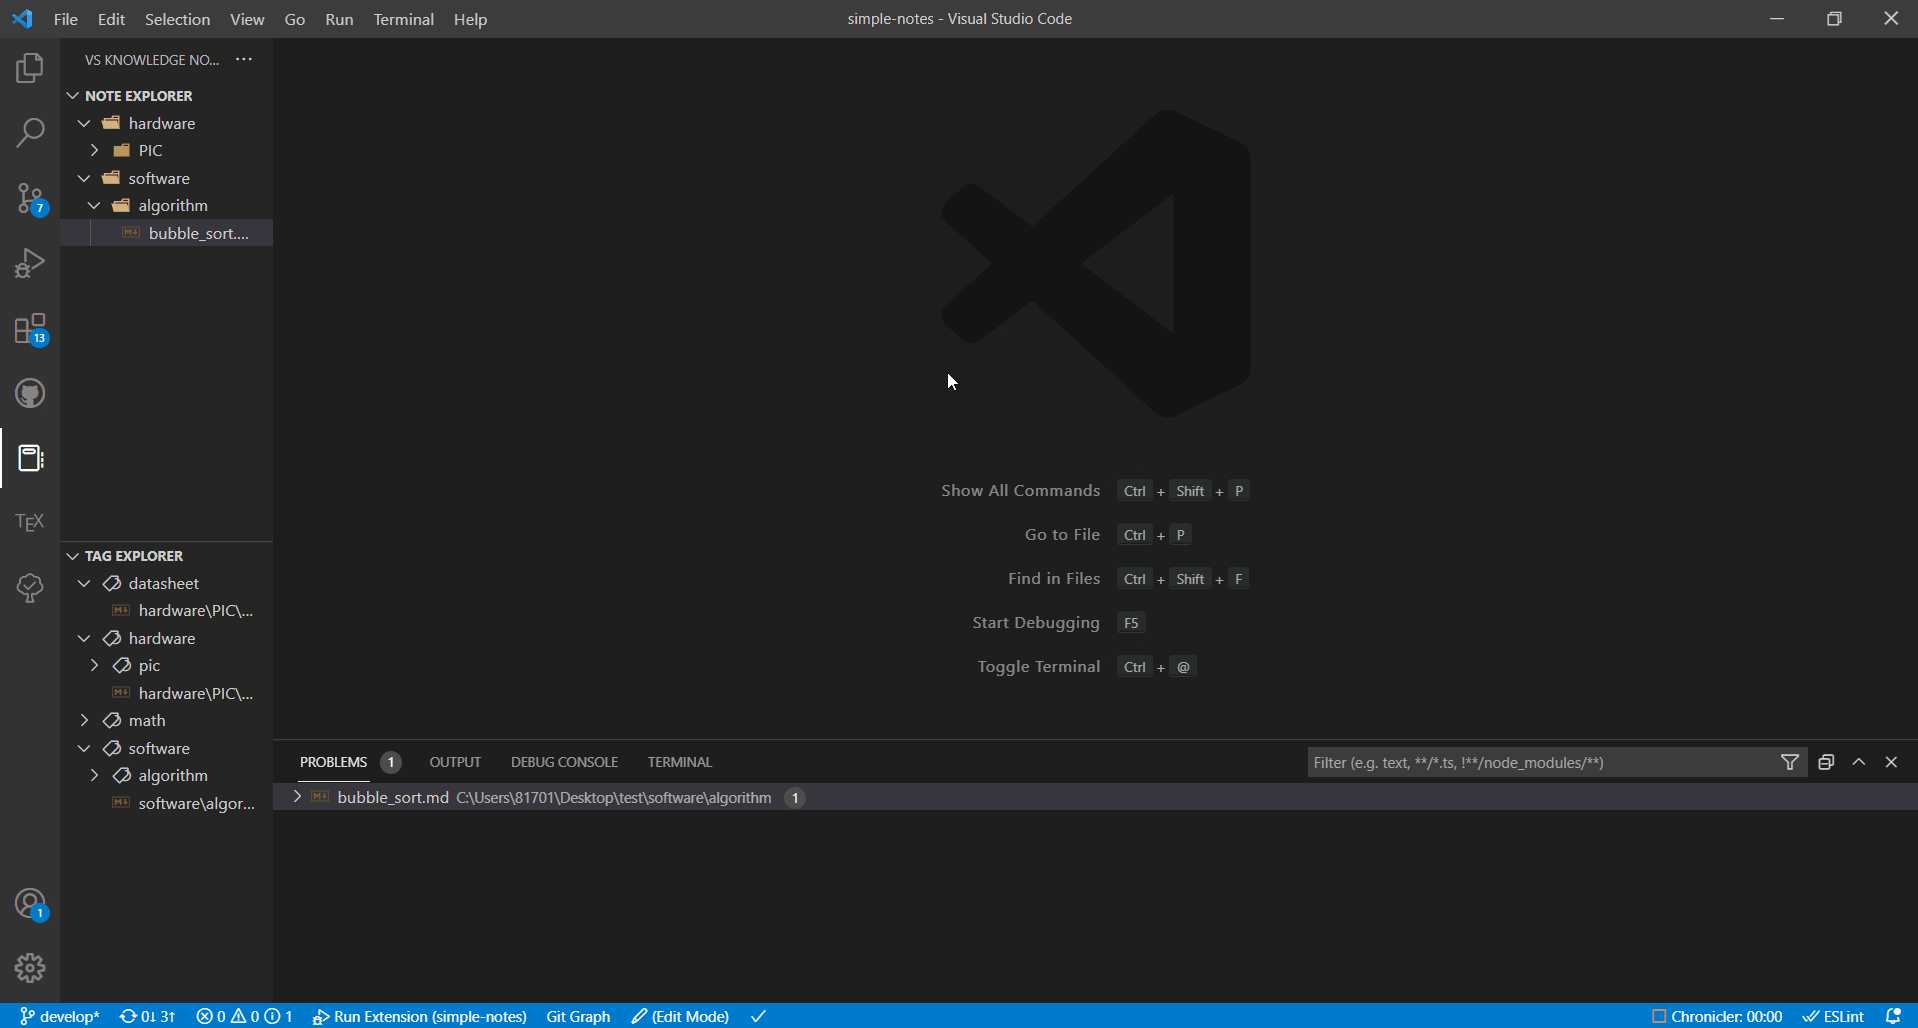 File Edit Selection View Go Run Terminal Help
simple-notes - Visual Studio Code
VS KNOWLEDGE NO... ···
NOTE EXPLORER
hardware
PIC
software
algorithm
M↓ bubble_sort....
7
13
TEX
1
TAG EXPLORER
datasheet
M↓ hardware\PIC\...
hardware
pic
M↓ hardware\PIC\...
math
software
algorithm
M↓ software\algor...
Show All Commands Ctrl + Shift + P
Go to File Ctrl + P
Find in Files Ctrl + Shift + F
Start Debugging F5
Toggle Terminal Ctrl + @
PROBLEMS 1 OUTPUT DEBUG CONSOLE TERMINAL
Filter (e.g. text, **/*.ts, !**/node_modules/**)
M↓ bubble_sort.md C:\Users\81701\Desktop\test\software\algorithm 1
develop* 0↓ 3↑ 0 0 1 Run Extension (simple-notes) Git Graph (Edit Mode)
Chronicler: 00:00 ESLint